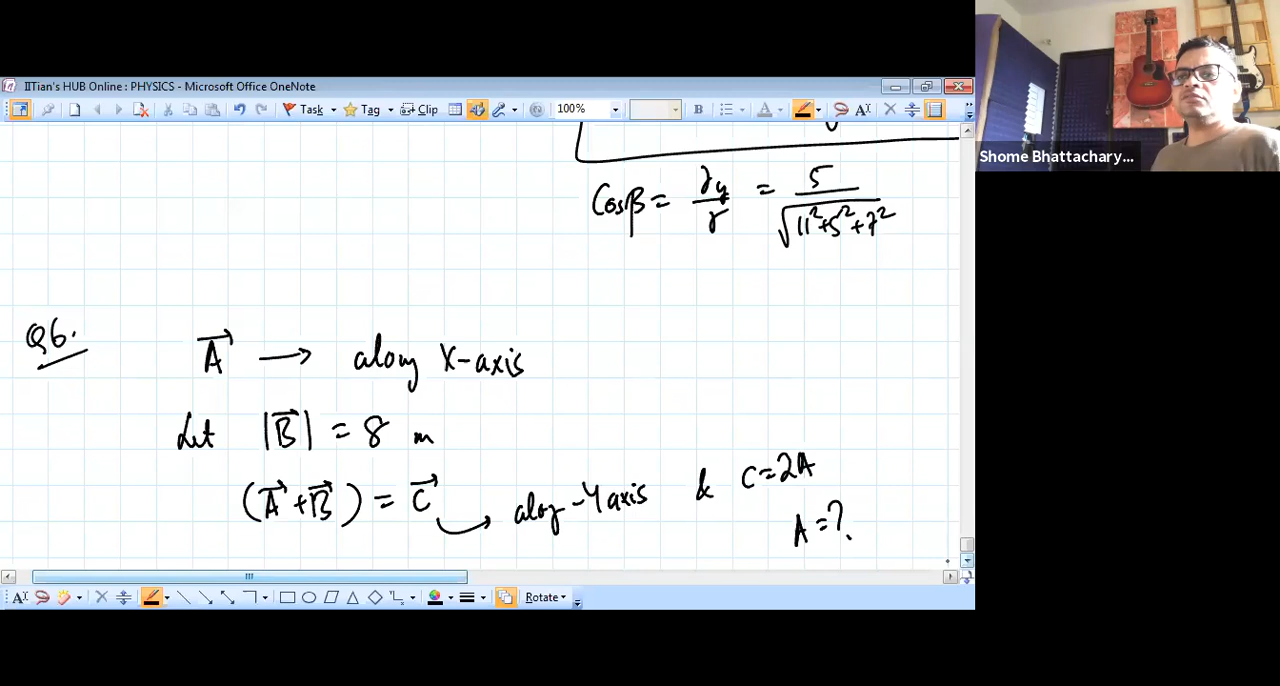 IITian's HUB Online : PHYSICS - Microsoft Office OneNote
Task Tag Clip 100% B A A
Cosβ = ry/r = 5/√11²+5²+7²
Q6.
A⃗ → along X-axis
Let |B⃗| = 8 m
(A⃗+B⃗) = C⃗ → along -Y axis & C=2A
A=?
Rotate
Shome Bhattachary...